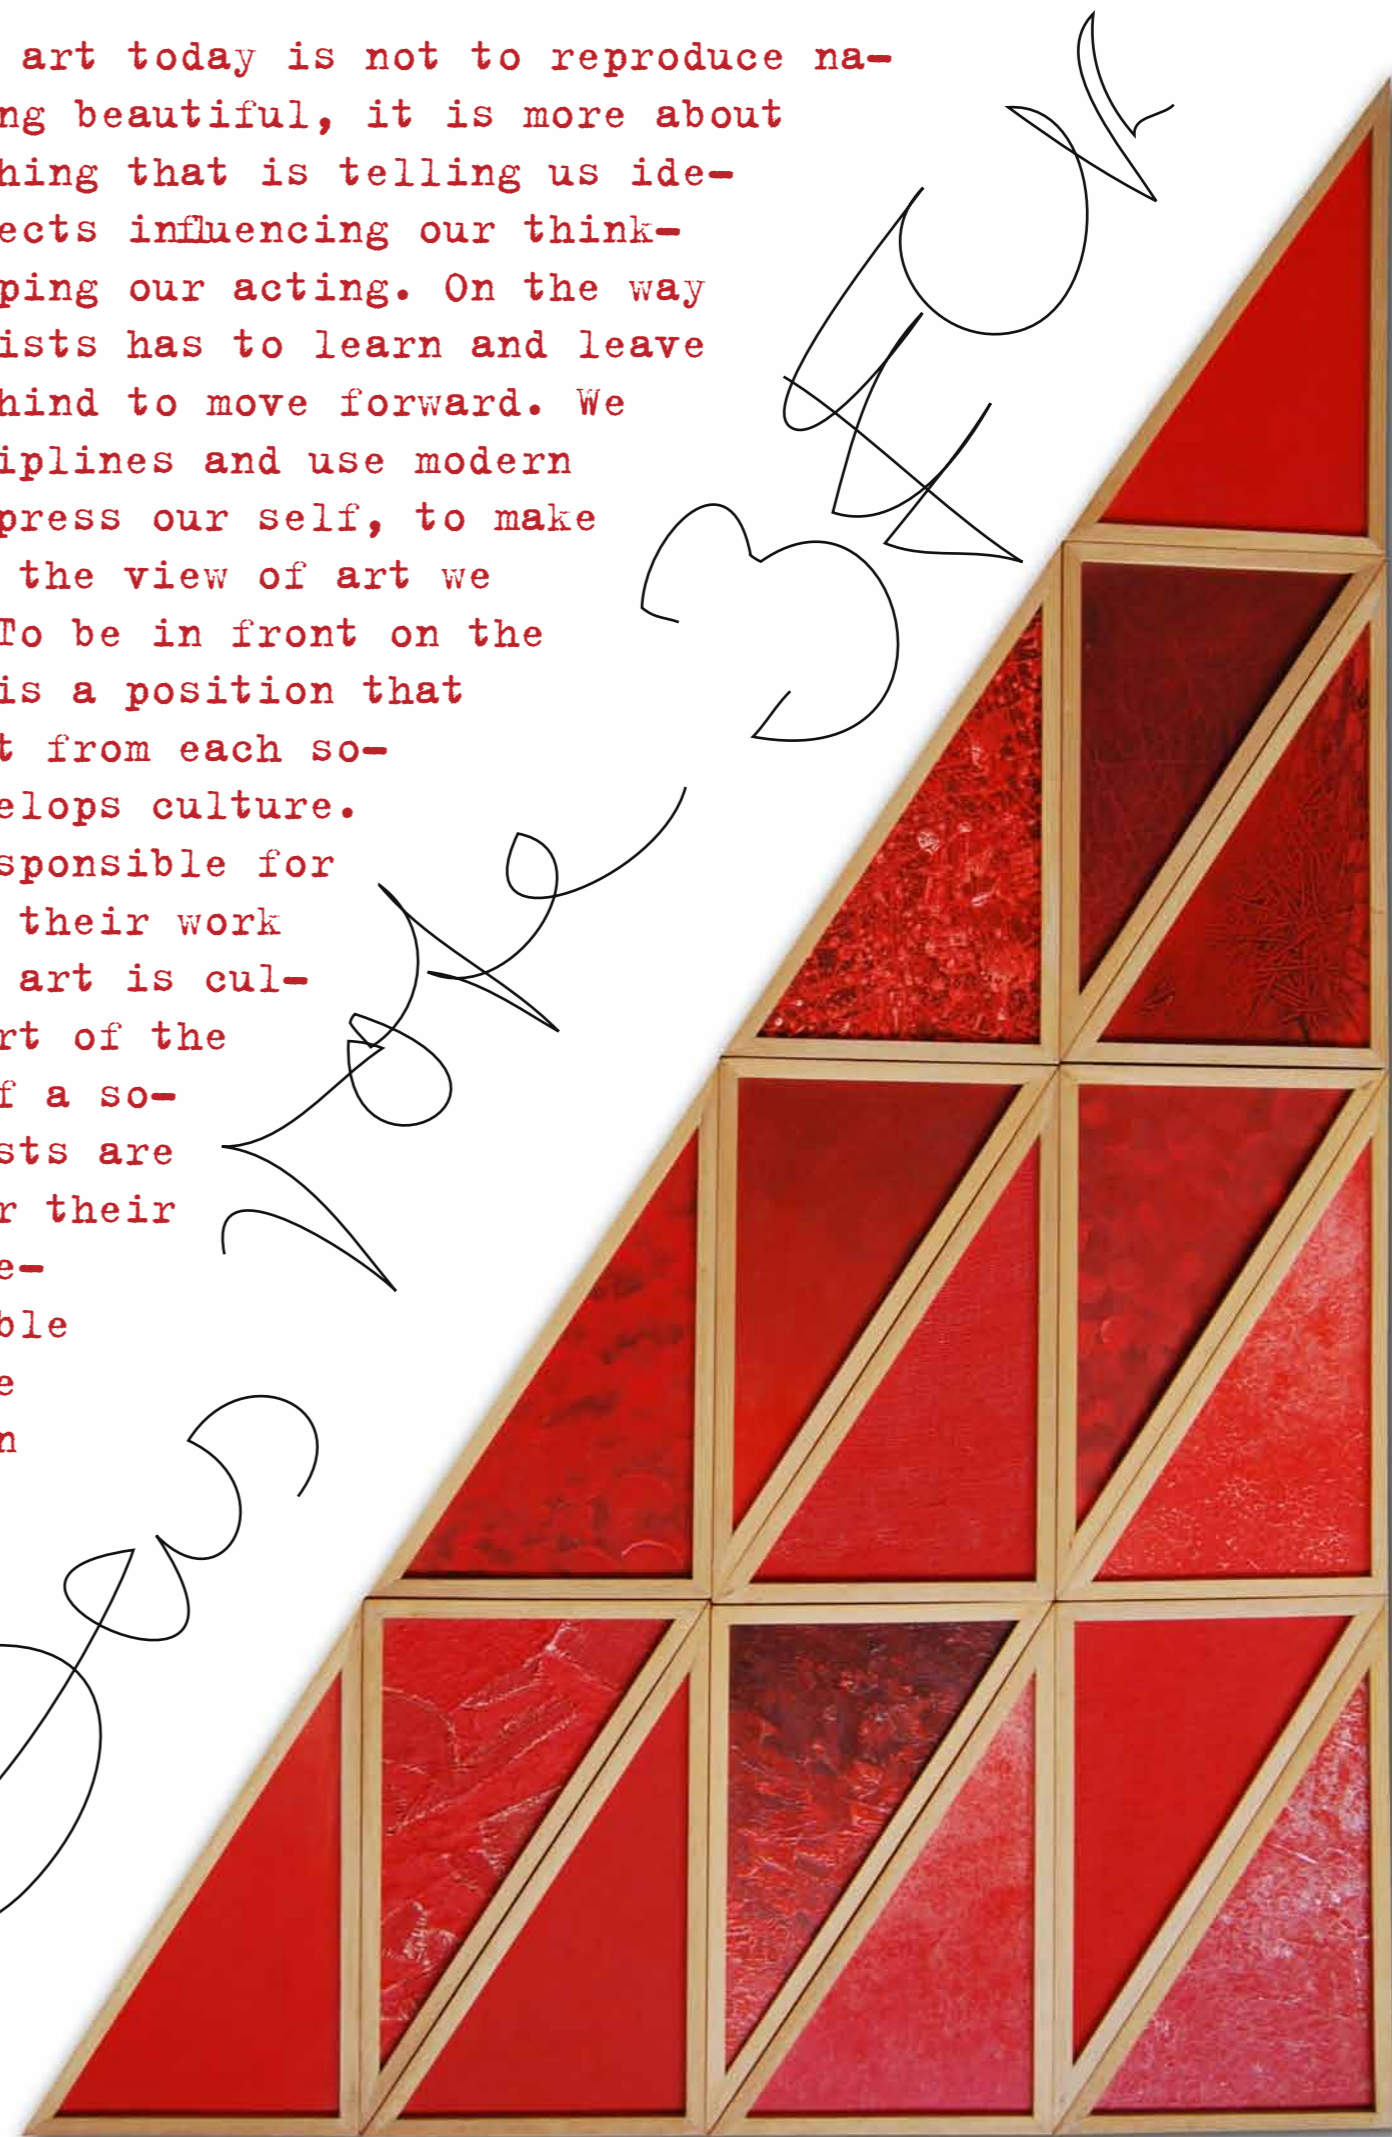 art today is not to reproduce na-
ng beautiful, it is more about
hing that is telling us ide-
ects influencing our think-
ping our acting. On the way
ists has to learn and leave
hind to move forward. We
iplines and use modern
press our self, to make
the view of art we
To be in front on the
is a position that
t from each so-
elops culture.
sponsible for
their work
art is cul-
rt of the
f a so-
sts are
r their
e-
ble
e
n